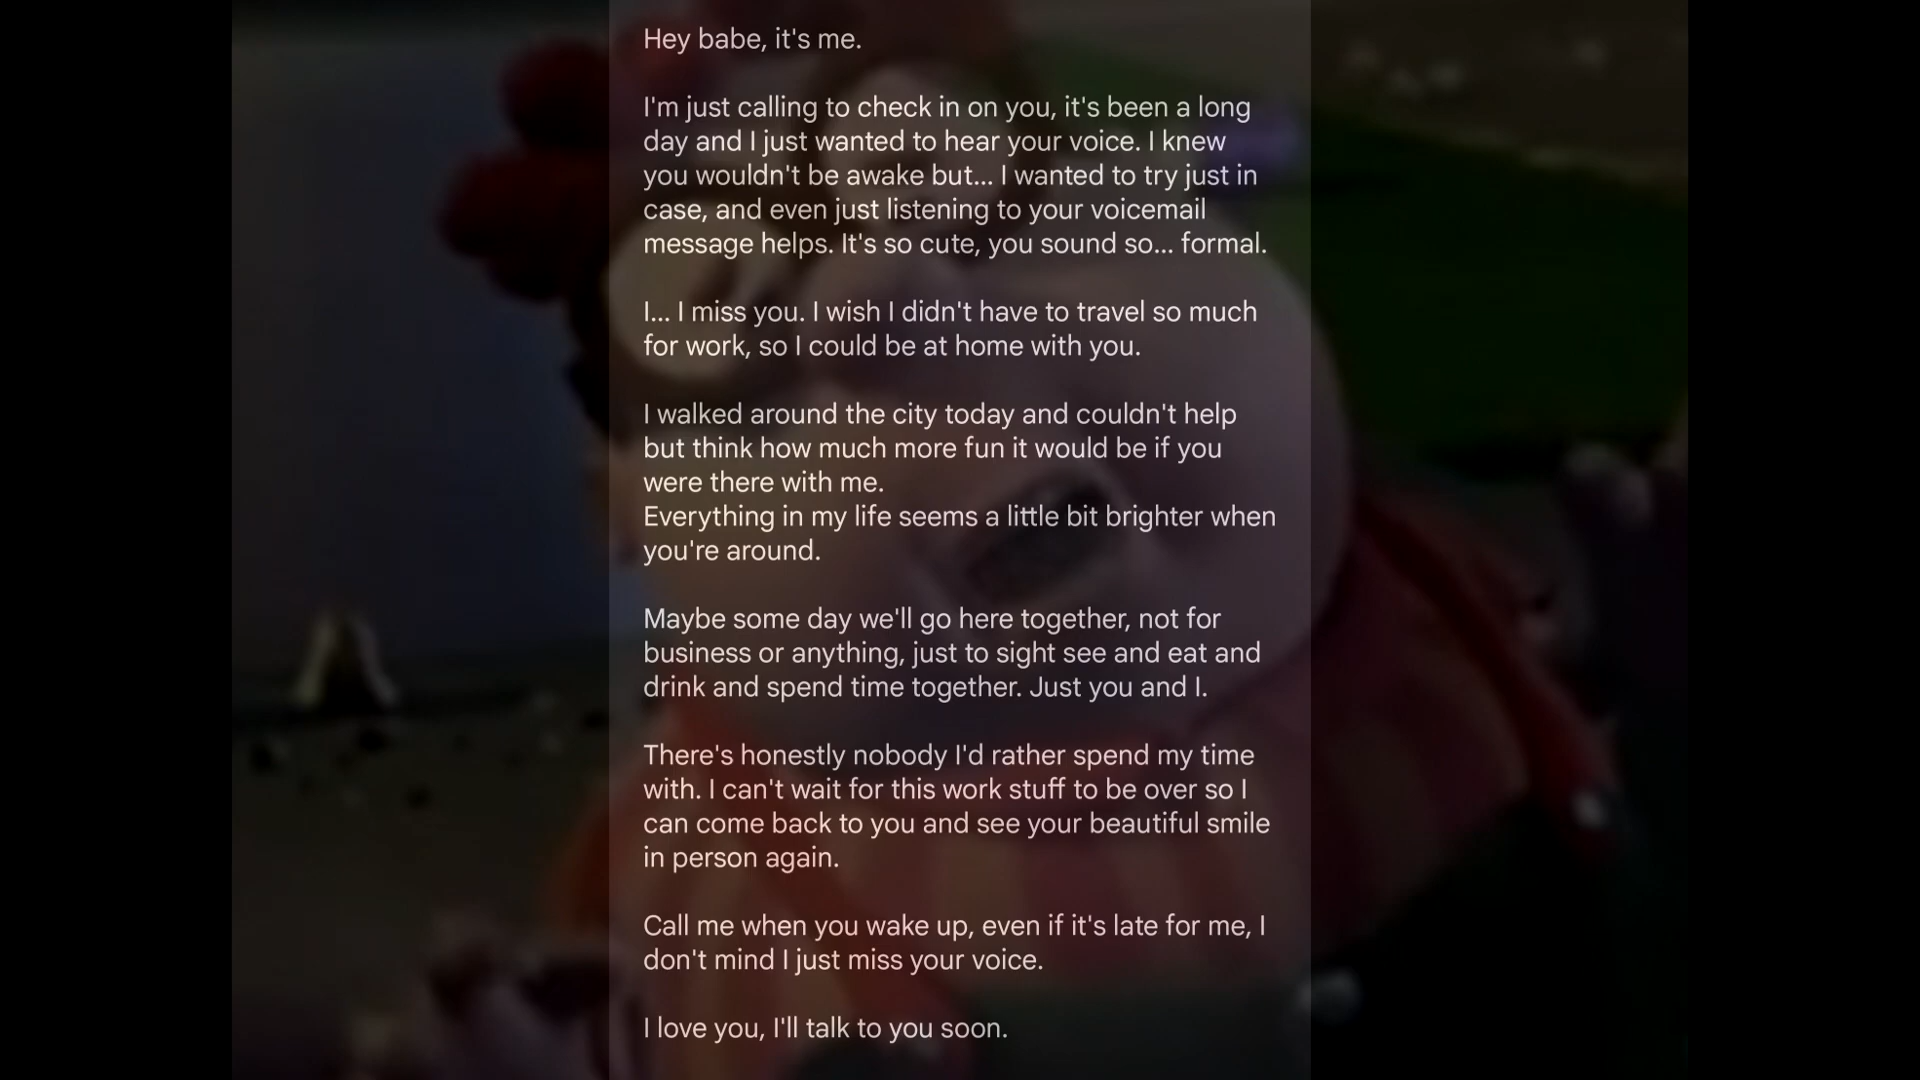 Hey babe, it's me.
I'm just calling to check in on you, it's been a long
day and I just wanted to hear your voice. I knew
you wouldn't be awake but... I wanted to try just in
case, and even just listening to your voicemail
message helps. It's so cute, you sound so... formal.
I... I miss you. I wish I didn't have to travel so much
for work, so I could be at home with you.
I walked around the city today and couldn't help
but think how much more fun it would be if you
were there with me.
Everything in my life seems a little bit brighter when
you're around.
Maybe some day we'll go here together, not for
business or anything, just to sight see and eat and
drink and spend time together. Just you and I.
There's honestly nobody I'd rather spend my time
with. I can't wait for this work stuff to be over so I
can come back to you and see your beautiful smile
in person again.
Call me when you wake up, even if it's late for me, I
don't mind I just miss your voice.
I love you, I'll talk to you soon.